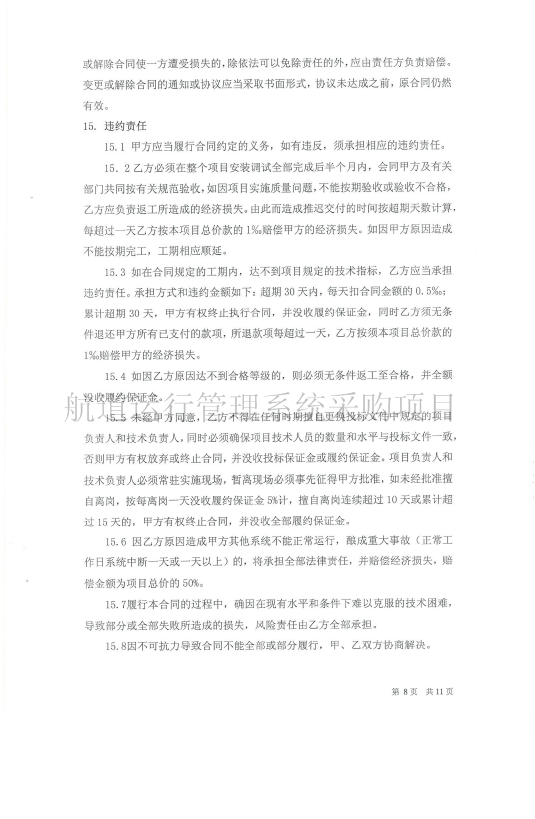 或解除合同使一方遭受损失的，除依法可以免除责任的外，应由责任方负责赔偿。
变更或解除合同的通知或协议应当采取书面形式，协议未达成之前，原合同仍然
有效。
15. 违约责任
15.1 甲方应当履行合同约定的义务，如有违反，须承担相应的违约责任。
15.2 乙方必须在整个项目安装调试全部完成后半个月内，会同甲方及有关
部门共同按有关规范验收，如因项目实施质量问题，不能按期验收或验收不合格，
乙方应负责返工所造成的经济损失。由此而造成推迟交付的时间按超期天数计算，
每超过一天乙方按本项目总价款的 1‰赔偿甲方的经济损失。如因甲方原因造成
不能按期完工，工期相应顺延。
15.3 如在合同规定的工期内，达不到项目规定的技术指标，乙方应当承担
违约责任。承担方式和违约金额如下：超期 30 天内，每天扣合同金额的 0.5‰；
累计超期 30 天，甲方有权终止执行合同，并没收履约保证金，同时乙方须无条
件退还甲方所有已支付的款项，所退款项每超过一天，乙方按须本项目总价款的
1‰赔偿甲方的经济损失。
15.4 如因乙方原因达不到合格等级的，则必须无条件返工至合格，并全额
没收履约保证金。
航道运行管理系统采购项目
15.5 未经甲方同意，乙方不得在任何时期擅自更换投标文件中规定的项目
负责人和技术负责人，同时必须确保项目技术人员的数量和水平与投标文件一致，
否则甲方有权放弃或终止合同，并没收投标保证金或履约保证金。项目负责人和
技术负责人必须常驻实施现场，暂离现场必须事先征得甲方批准，如未经批准擅
自离岗，按每离岗一天没收履约保证金 5%计，擅自离岗连续超过 10 天或累计超
过 15 天的，甲方有权终止合同，并没收全部履约保证金。
15.6 因乙方原因造成甲方其他系统不能正常运行，酿成重大事故（正常工
作日系统中断一天或一天以上）的，将承担全部法律责任，并赔偿经济损失，赔
偿金额为项目总价的 50%。
15.7履行本合同的过程中，确因在现有水平和条件下难以克服的技术困难，
导致部分或全部失败所造成的损失，风险责任由乙方全部承担。
15.8因不可抗力导致合同不能全部或部分履行，甲、乙双方协商解决。
第 8 页 共 11 页